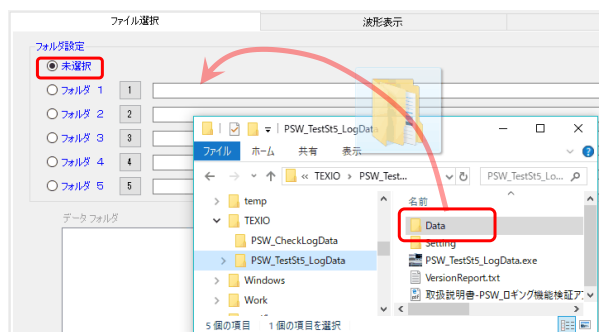 ファイル選択
波形表示
フォルダ設定
未選択
フォルダ 1
1
フォルダ 2
2
フォルダ 3
3
フォルダ 4
4
フォルダ 5
5
データフォルダ
PSW_TestSt5_LogData
ファイル ホーム 共有 表示
« TEXIO › PSW_Test...
PSW_TestSt5_Lo...
temp
TEXIO
PSW_CheckLogData
PSW_TestSt5_LogData
Windows
Work
名前
Data
Setting
PSW_TestSt5_LogData.exe
VersionReport.txt
取扱説明書-PSW_ロギング機能検証ア
5 個の項目 1 個の項目を選択